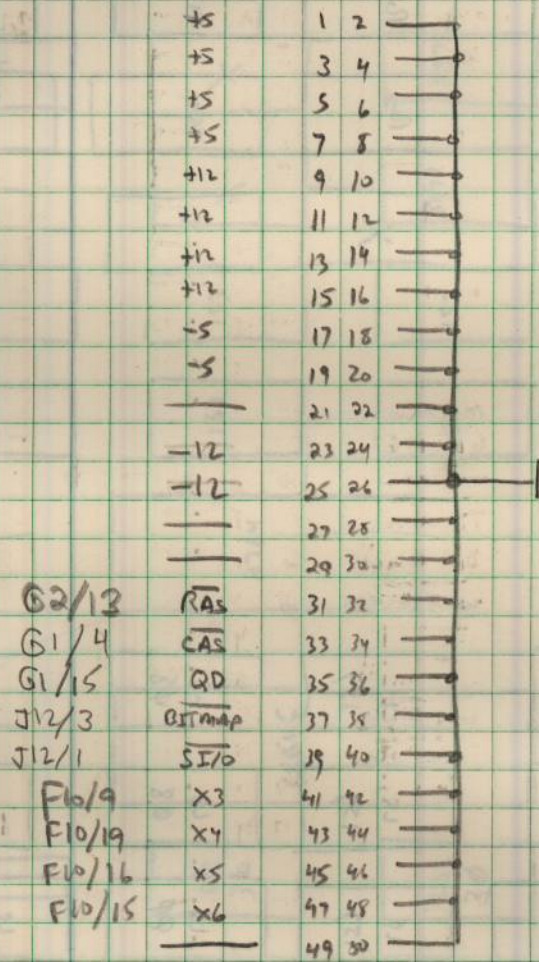 +5 1 2
+5 3 4
+5 5 6
+5 7 8
+12 9 10
+12 11 12
+12 13 14
+12 15 16
-5 17 18
-5 19 20
— 21 22
-12 23 24
-12 25 26
— 27 28
— 29 30
G2/13 R̅A̅S̅ 31 32
G1/4 C̅A̅S̅ 33 34
G1/15 QD 35 36
J12/3 B̅I̅T̅M̅A̅P̅ 37 38
J12/1 S̅I̅/̅O̅ 39 40
F10/9 X3 41 42
F10/19 X4 43 44
F10/16 X5 45 46
F10/15 X6 47 48
— 49 50